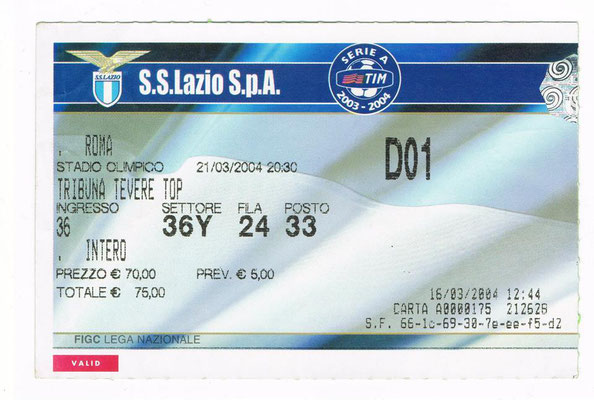 S.S.LAZIO
S.S.Lazio S.p.A.
SERIE A
TIM
2003 - 2004
. ROMA
STADIO OLIMPICO 21/03/2004 20:30
D01
TRIBUNA TEVERE TOP
INGRESSO SETTORE FILA POSTO
36 36Y 24 33
. INTERO
PREZZO € 70,00 PREV. € 5,00
TOTALE € 75,00
16/03/2004 12:44
CARTA A0000175 212628
S.F. 66-1c-69-30-7e-ee-f5-d2
FIGC LEGA NAZIONALE
VALID